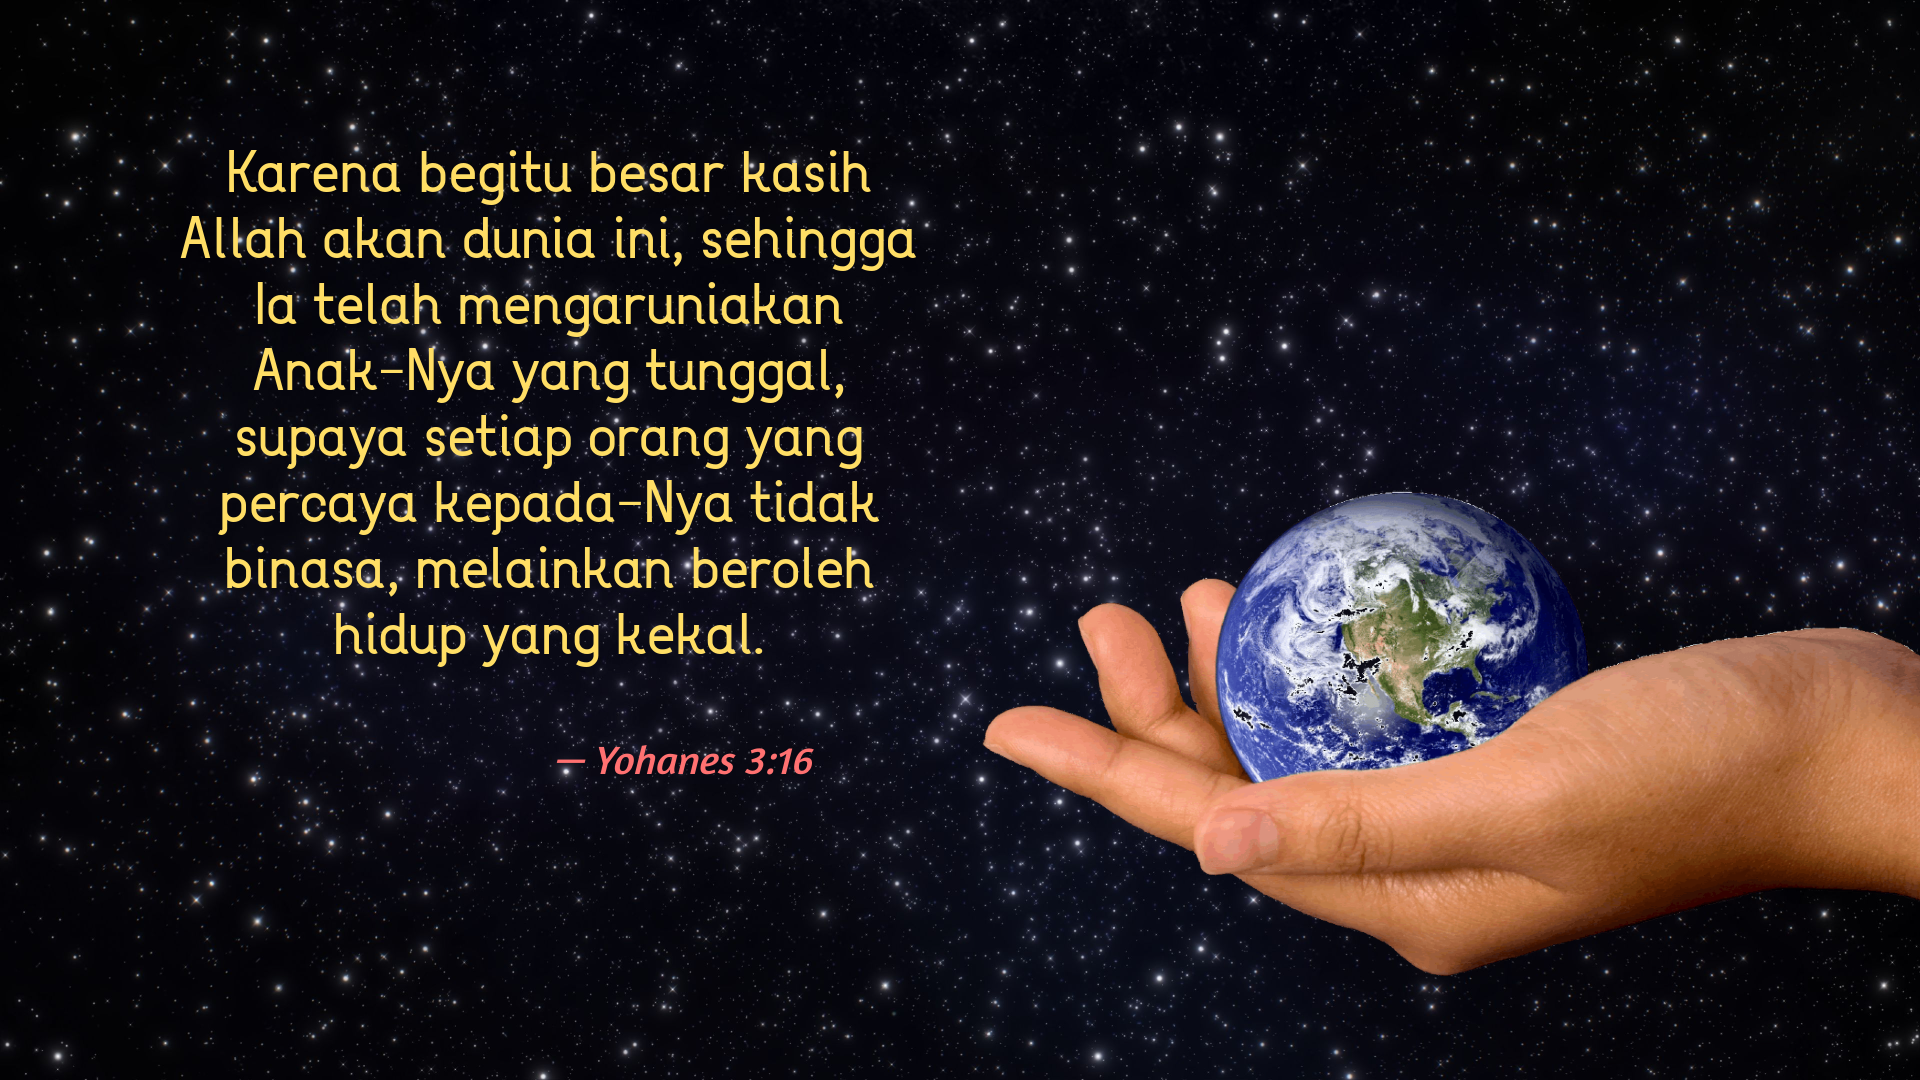 Karena begitu besar kasih
Allah akan dunia ini, sehingga
Ia telah mengaruniakan
Anak-Nya yang tunggal,
supaya setiap orang yang
percaya kepada-Nya tidak
binasa, melainkan beroleh
hidup yang kekal.
— Yohanes 3:16